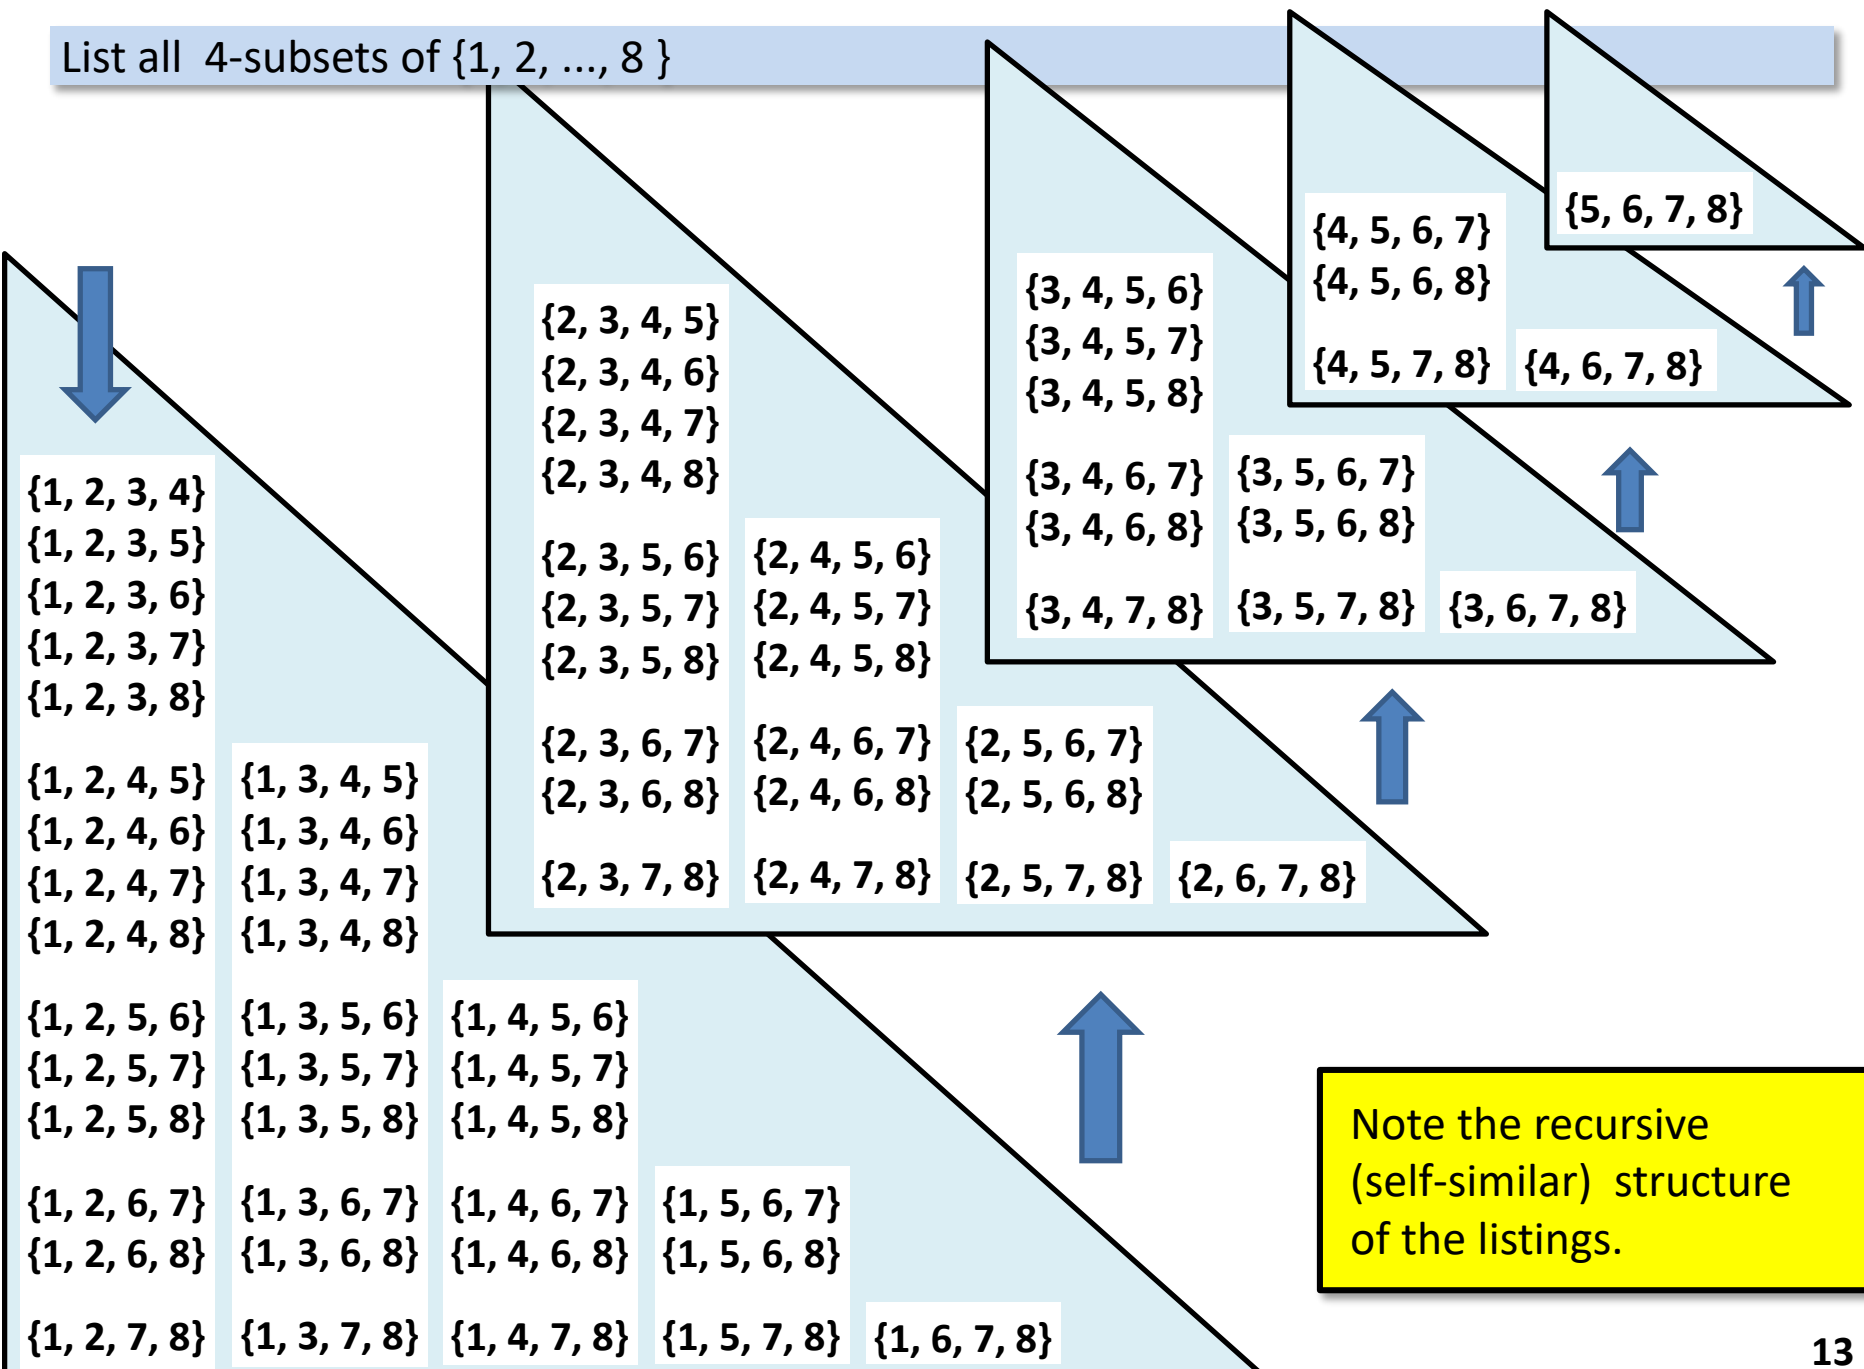 List all 4-subsets of {1, 2, ..., 8 }
{1, 2, 3, 4}
{1, 2, 3, 5}
{1, 2, 3, 6}
{1, 2, 3, 7}
{1, 2, 3, 8}
{1, 2, 4, 5}
{1, 2, 4, 6}
{1, 2, 4, 7}
{1, 2, 4, 8}
{1, 2, 5, 6}
{1, 2, 5, 7}
{1, 2, 5, 8}
{1, 2, 6, 7}
{1, 2, 6, 8}
{1, 2, 7, 8}
{1, 3, 4, 5}
{1, 3, 4, 6}
{1, 3, 4, 7}
{1, 3, 4, 8}
{1, 3, 5, 6}
{1, 3, 5, 7}
{1, 3, 5, 8}
{1, 3, 6, 7}
{1, 3, 6, 8}
{1, 3, 7, 8}
{1, 4, 5, 6}
{1, 4, 5, 7}
{1, 4, 5, 8}
{1, 4, 6, 7}
{1, 4, 6, 8}
{1, 4, 7, 8}
{1, 5, 6, 7}
{1, 5, 6, 8}
{1, 5, 7, 8}
{1, 6, 7, 8}
{2, 3, 4, 5}
{2, 3, 4, 6}
{2, 3, 4, 7}
{2, 3, 4, 8}
{2, 3, 5, 6}
{2, 3, 5, 7}
{2, 3, 5, 8}
{2, 3, 6, 7}
{2, 3, 6, 8}
{2, 3, 7, 8}
{2, 4, 5, 6}
{2, 4, 5, 7}
{2, 4, 5, 8}
{2, 4, 6, 7}
{2, 4, 6, 8}
{2, 4, 7, 8}
{2, 5, 6, 7}
{2, 5, 6, 8}
{2, 5, 7, 8}
{2, 6, 7, 8}
{3, 4, 5, 6}
{3, 4, 5, 7}
{3, 4, 5, 8}
{3, 4, 6, 7}
{3, 4, 6, 8}
{3, 4, 7, 8}
{3, 5, 6, 7}
{3, 5, 6, 8}
{3, 5, 7, 8}
{3, 6, 7, 8}
{4, 5, 6, 7}
{4, 5, 6, 8}
{4, 5, 7, 8}
{4, 6, 7, 8}
{5, 6, 7, 8}
Note the recursive
(self-similar) structure
of the listings.
13